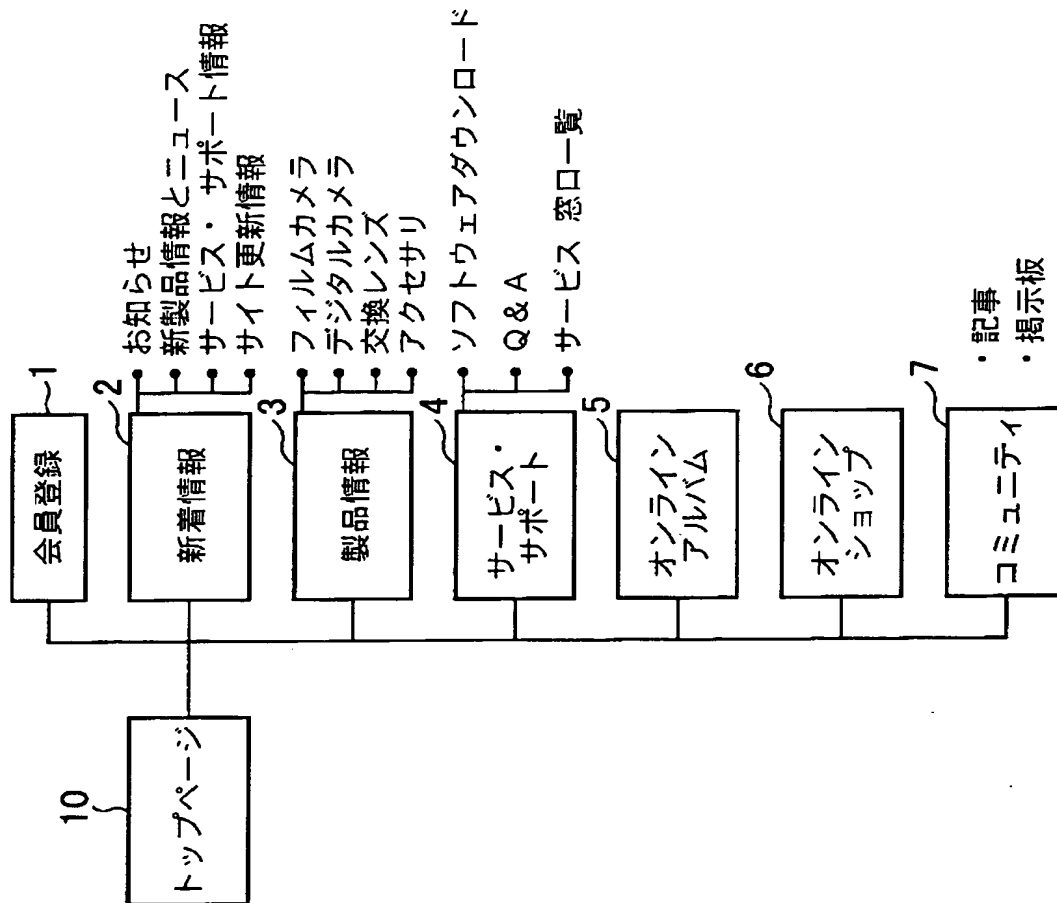 10
トップページ
1
会員登録
2
新着情報
お知らせ
新製品情報とニュース
サービス・サポート情報
サイト更新情報
3
製品情報
フィルムカメラ
デジタルカメラ
交換レンズ
アクセサリ
4
サービス・
サポート
ソフトウェアダウンロード
Q&A
サービス 窓口一覧
5
オンライン
アルバム
6
オンライン
ショップ
7
コミュニティ
・記事
・掲示板